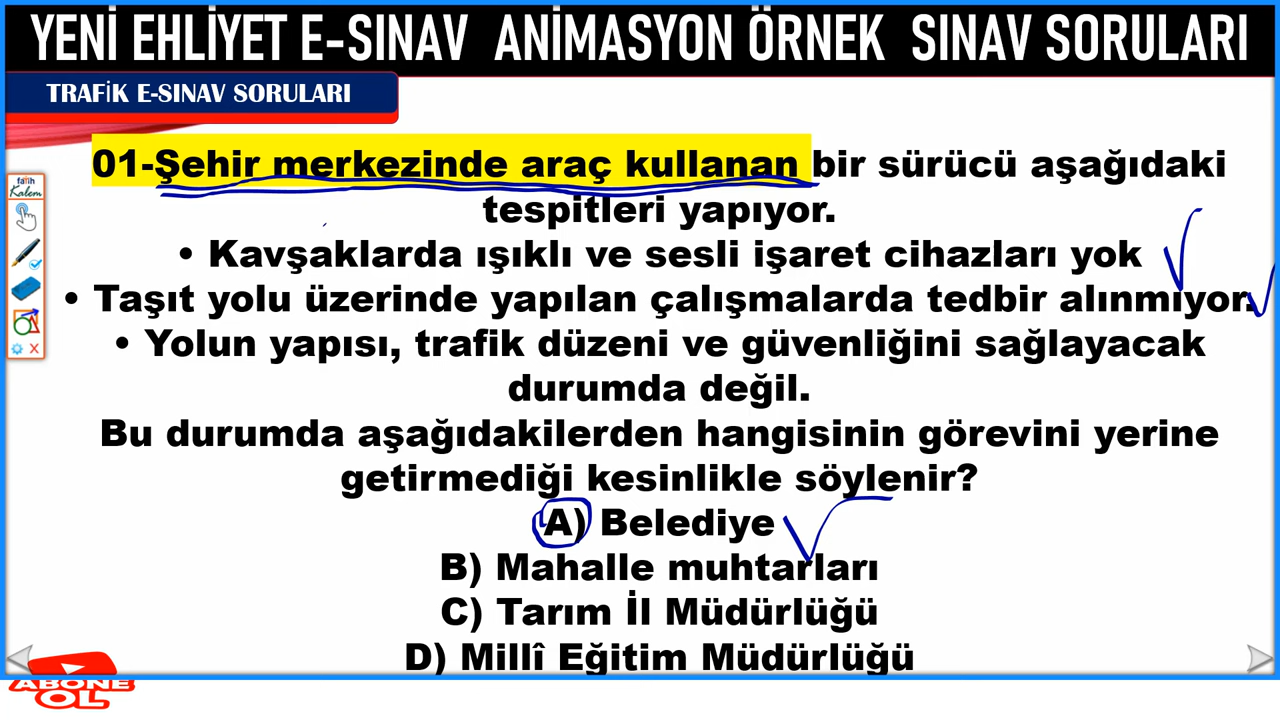 YENİ EHLİYET E-SINAV ANİMASYON ÖRNEK SINAV SORULARI
TRAFİK E-SINAV SORULARI
01-Şehir merkezinde araç kullanan bir sürücü aşağıdaki
tespitleri yapıyor.
• Kavşaklarda ışıklı ve sesli işaret cihazları yok
• Taşıt yolu üzerinde yapılan çalışmalarda tedbir alınmıyor.
• Yolun yapısı, trafik düzeni ve güvenliğini sağlayacak
durumda değil.
Bu durumda aşağıdakilerden hangisinin görevini yerine
getirmediği kesinlikle söylenir?
A) Belediye
B) Mahalle muhtarları
C) Tarım İl Müdürlüğü
D) Millî Eğitim Müdürlüğü
fatih
Kalem
ABONE
OL